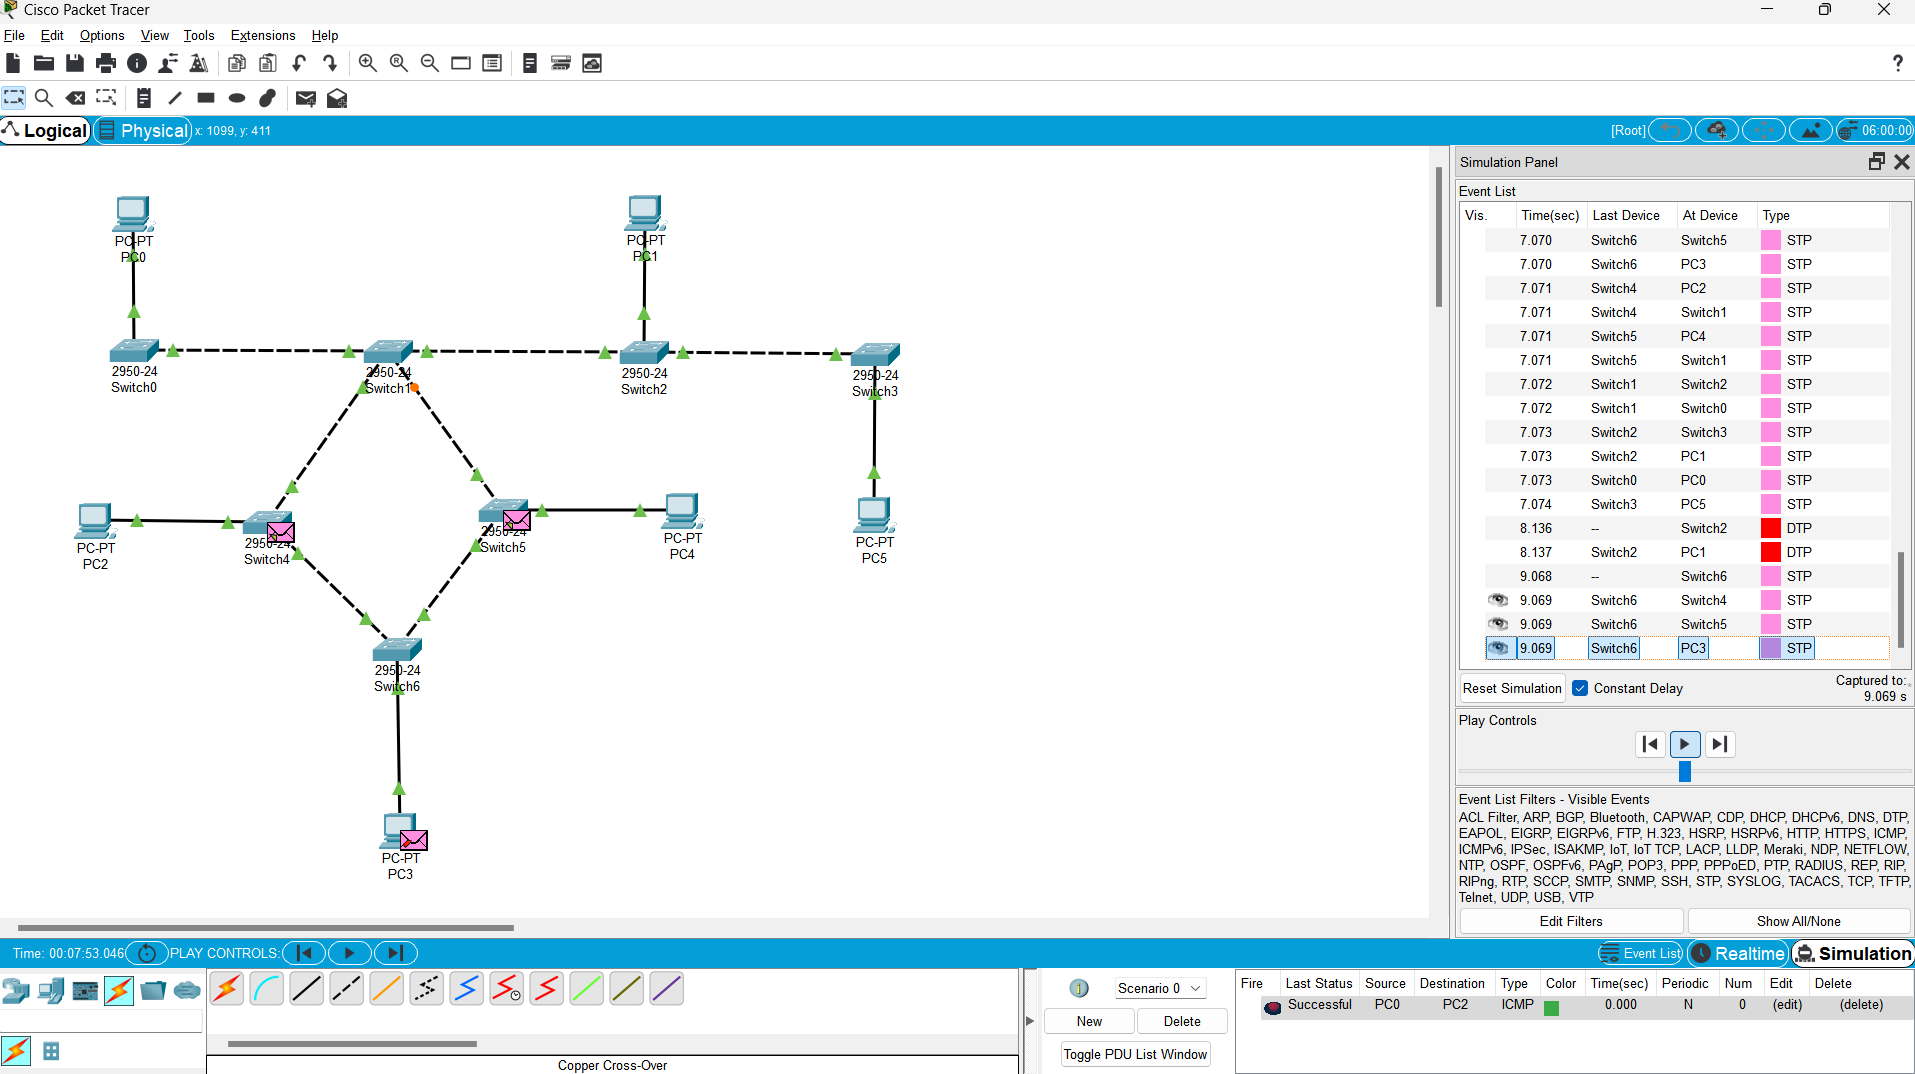 Cisco Packet Tracer
File Edit Options View Tools Extensions Help
Logical Physical x: 1099, y: 411 [Root] 06:00:00
PC-PT
PC0
PC-PT
PC1
2950-24
Switch0
2950-24
Switch1
2950-24
Switch2
2950-24
Switch3
PC-PT
PC2
2950-24
Switch4
2950-24
Switch5
PC-PT
PC4
PC-PT
PC5
2950-24
Switch6
PC-PT
PC3
Simulation Panel
Event List
Vis. Time(sec) Last Device At Device Type
7.070 Switch6 Switch5 STP
7.070 Switch6 PC3 STP
7.071 Switch4 PC2 STP
7.071 Switch4 Switch1 STP
7.071 Switch5 PC4 STP
7.071 Switch5 Switch1 STP
7.072 Switch1 Switch2 STP
7.072 Switch1 Switch0 STP
7.073 Switch2 Switch3 STP
7.073 Switch2 PC1 STP
7.073 Switch0 PC0 STP
7.074 Switch3 PC5 STP
8.136 -- Switch2 DTP
8.137 Switch2 PC1 DTP
9.068 -- Switch6 STP
9.069 Switch6 Switch4 STP
9.069 Switch6 Switch5 STP
9.069 Switch6 PC3 STP
Reset Simulation Constant Delay Captured to:
9.069 s
Play Controls
Event List Filters - Visible Events
ACL Filter, ARP, BGP, Bluetooth, CAPWAP, CDP, DHCP, DHCPv6, DNS, DTP,
EAPOL, EIGRP, EIGRPv6, FTP, H.323, HSRP, HSRPv6, HTTP, HTTPS, ICMP,
ICMPv6, IPSec, ISAKMP, IoT, IoT TCP, LACP, LLDP, Meraki, NDP, NETFLOW,
NTP, OSPF, OSPFv6, PAgP, POP3, PPP, PPPoED, PTP, RADIUS, REP, RIP,
RIPng, RTP, SCCP, SMTP, SNMP, SSH, STP, SYSLOG, TACACS, TCP, TFTP,
Telnet, UDP, USB, VTP
Edit Filters Show All/None
Time: 00:07:53.046 PLAY CONTROLS: Event List Realtime Simulation
Scenario 0
New Delete
Toggle PDU List Window
Fire Last Status Source Destination Type Color Time(sec) Periodic Num Edit Delete
Successful PC0 PC2 ICMP 0.000 N 0 (edit) (delete)
Copper Cross-Over